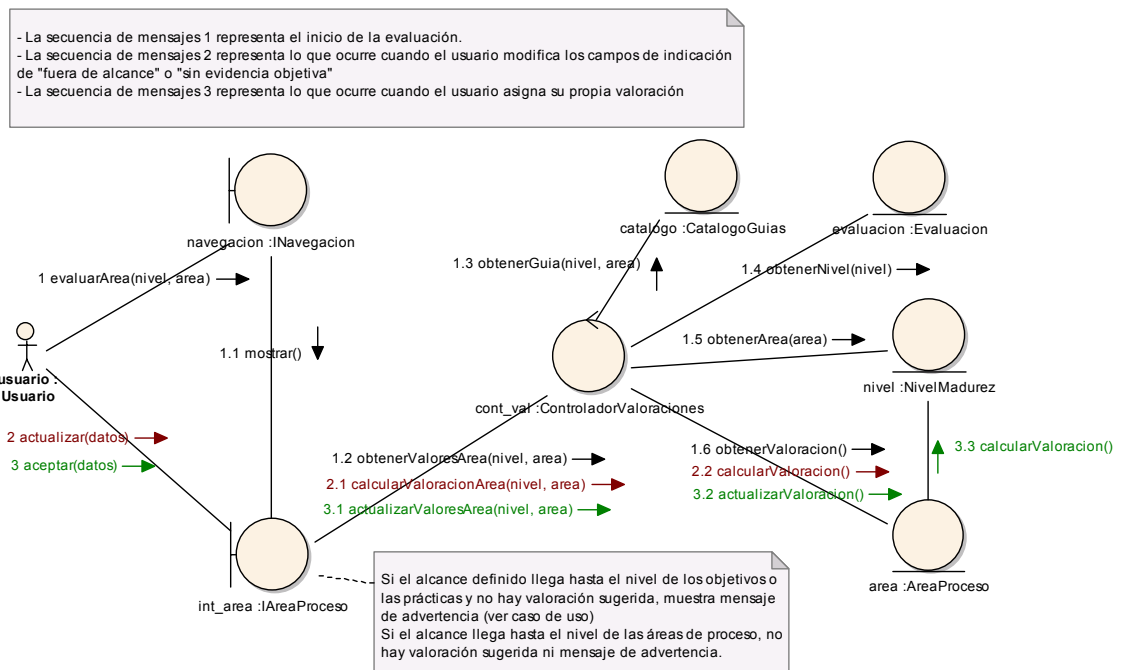 - La secuencia de mensajes 1 representa el inicio de la evaluación.
- La secuencia de mensajes 2 representa lo que ocurre cuando el usuario modifica los campos de indicación
de "fuera de alcance" o "sin evidencia objetiva"
- La secuencia de mensajes 3 representa lo que ocurre cuando el usuario asigna su propia valoración
navegacion :INavegacion
catalogo :CatalogoGuias
evaluacion :Evaluacion
1 evaluarArea(nivel, area)
1.3 obtenerGuia(nivel, area)
1.4 obtenerNivel(nivel)
1.1 mostrar()
1.5 obtenerArea(area)
usuario :
Usuario
nivel :NivelMadurez
cont_val :ControladorValoraciones
2 actualizar(datos)
3 aceptar(datos)
1.2 obtenerValoresArea(nivel, area)
2.1 calcularValoracionArea(nivel, area)
3.1 actualizarValoresArea(nivel, area)
1.6 obtenerValoracion()
2.2 calcularValoracion()
3.2 actualizarValoracion()
3.3 calcularValoracion()
int_area :IAreaProceso
area :AreaProceso
Si el alcance definido llega hasta el nivel de los objetivos o
las prácticas y no hay valoración sugerida, muestra mensaje
de advertencia (ver caso de uso)
Si el alcance llega hasta el nivel de las áreas de proceso, no
hay valoración sugerida ni mensaje de advertencia.